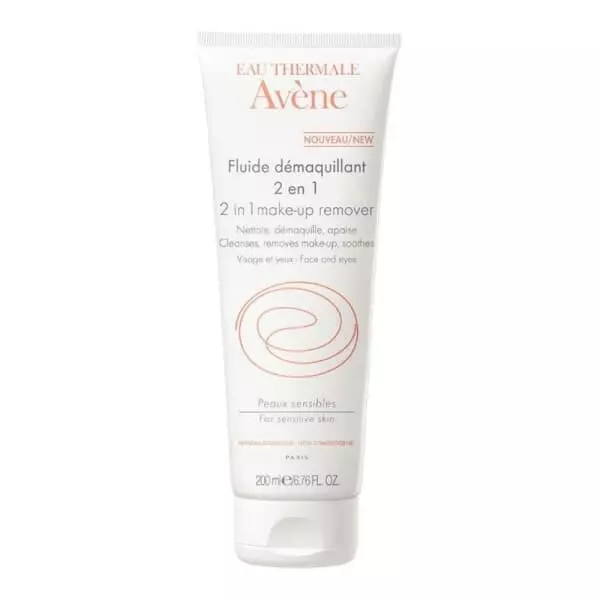 EAU THERMALE
Avène
NOUVEAU/NEW
Fluide démaquillant
2 en 1
2 in 1 make-up remover
Nettoie, démaquille, apaise
Cleanses, removes make-up, soothes
Visage et yeux - Face and eyes
Peaux sensibles
For sensitive skin
PARIS
200 ml e/6.76 FL. OZ.